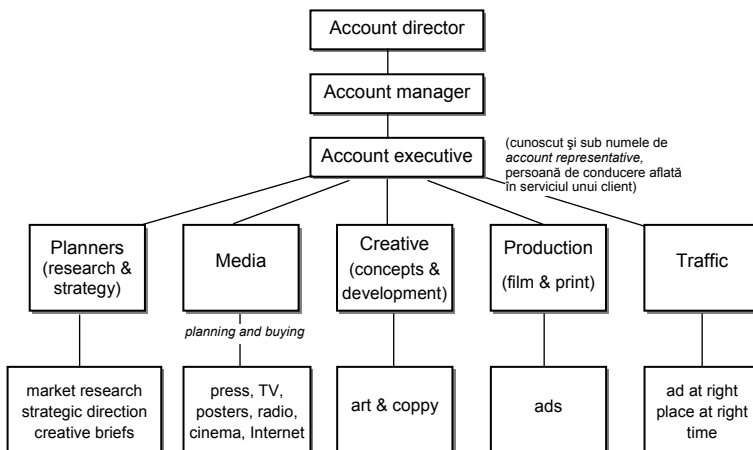 Account director
Account manager
Account executive
(cunoscut şi sub numele de
account representative,
persoană de conducere aflată
în serviciul unui client)
Planners
(research &
strategy)
Media
Creative
(concepts &
development)
Production
(film & print)
Traffic
planning and buying
market research
strategic direction
creative briefs
press, TV,
posters, radio,
cinema, Internet
art & coppy
ads
ad at right
place at right
time